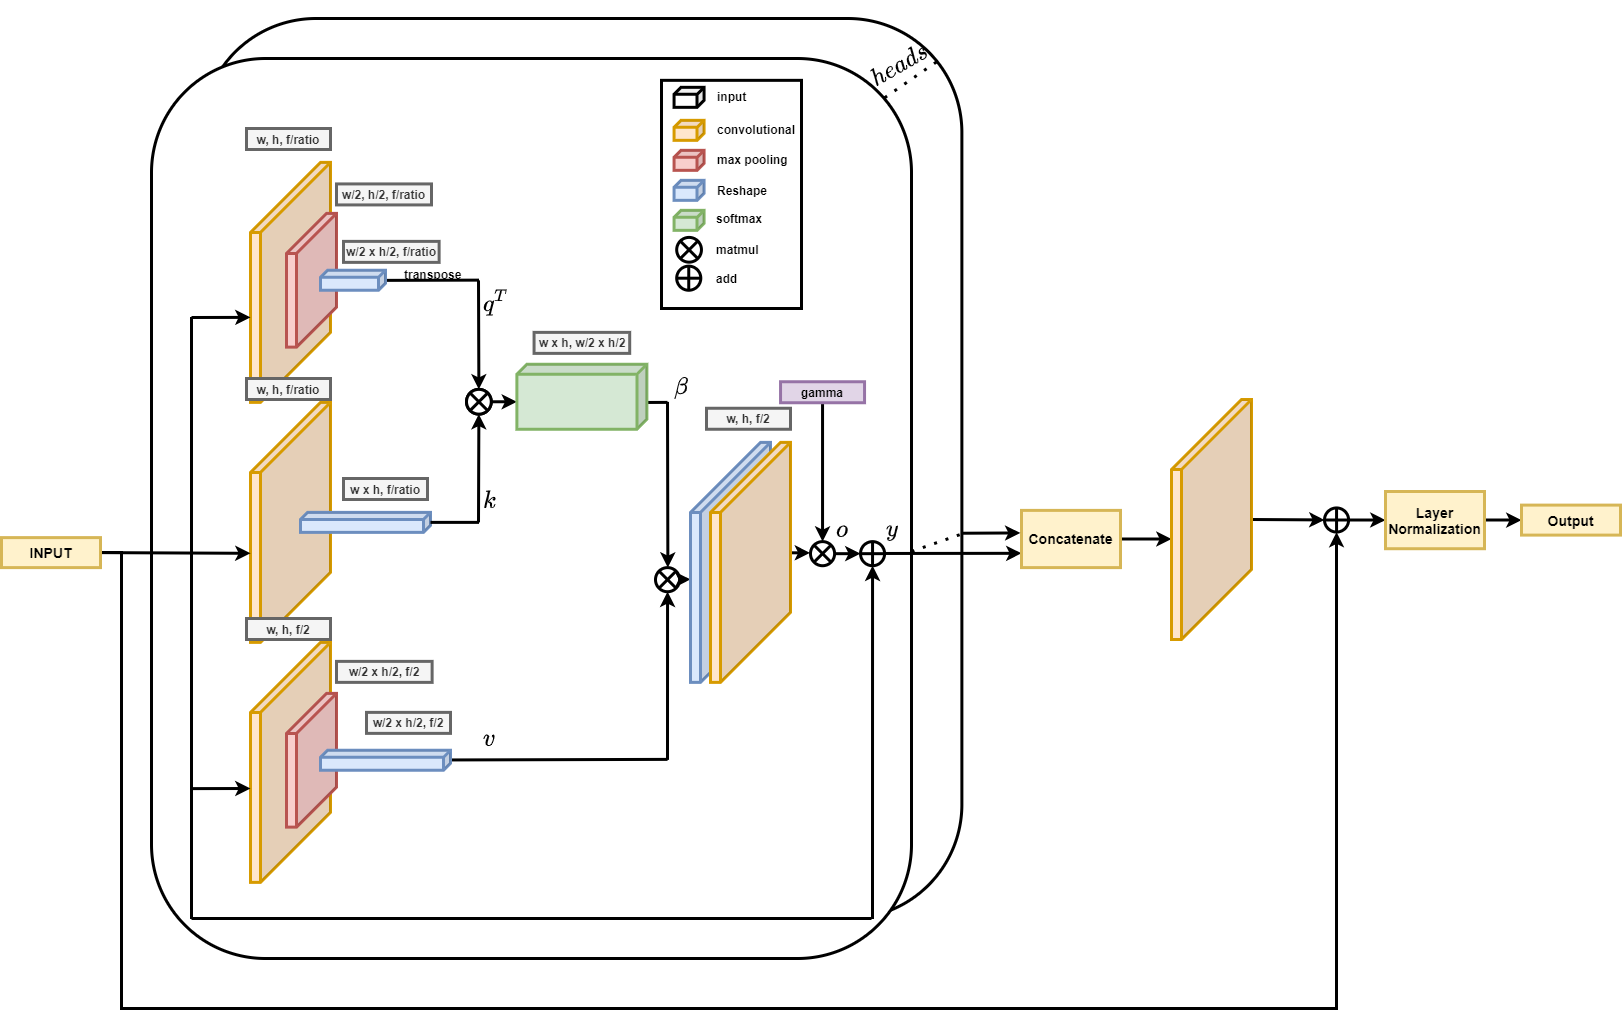 heads
input
convolutional
max pooling
Reshape
softmax
matmul
add
w, h, f/ratio
w/2, h/2, f/ratio
w/2 x h/2, f/ratio
transpose
q^T
w x h, w/2 x h/2
β
w, h, f/ratio
w x h, f/ratio
k
gamma
w, h, f/2
o
y
INPUT
w, h, f/2
w/2 x h/2, f/2
w/2 x h/2, f/2
v
Concatenate
Layer
Normalization
Output